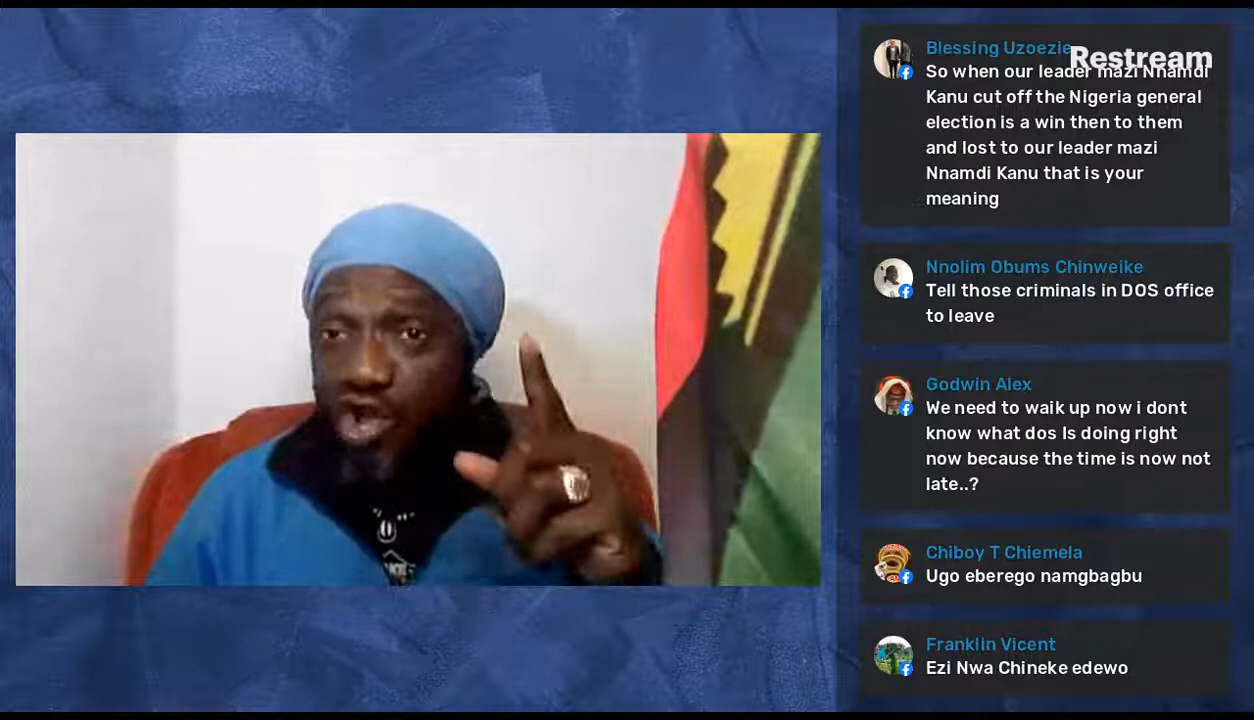 Restream
Blessing Uzoezie
So when our leader mazi Nnamdi
Kanu cut off the Nigeria general
election is a win then to them
and lost to our leader mazi
Nnamdi Kanu that is your
meaning
Nnolim Obums Chinweike
Tell those criminals in DOS office
to leave
Godwin Alex
We need to waik up now i dont
know what dos Is doing right
now because the time is now not
late..?
Chiboy T Chiemela
Ugo eberego namgbagbu
Franklin Vicent
Ezi Nwa Chineke edewo